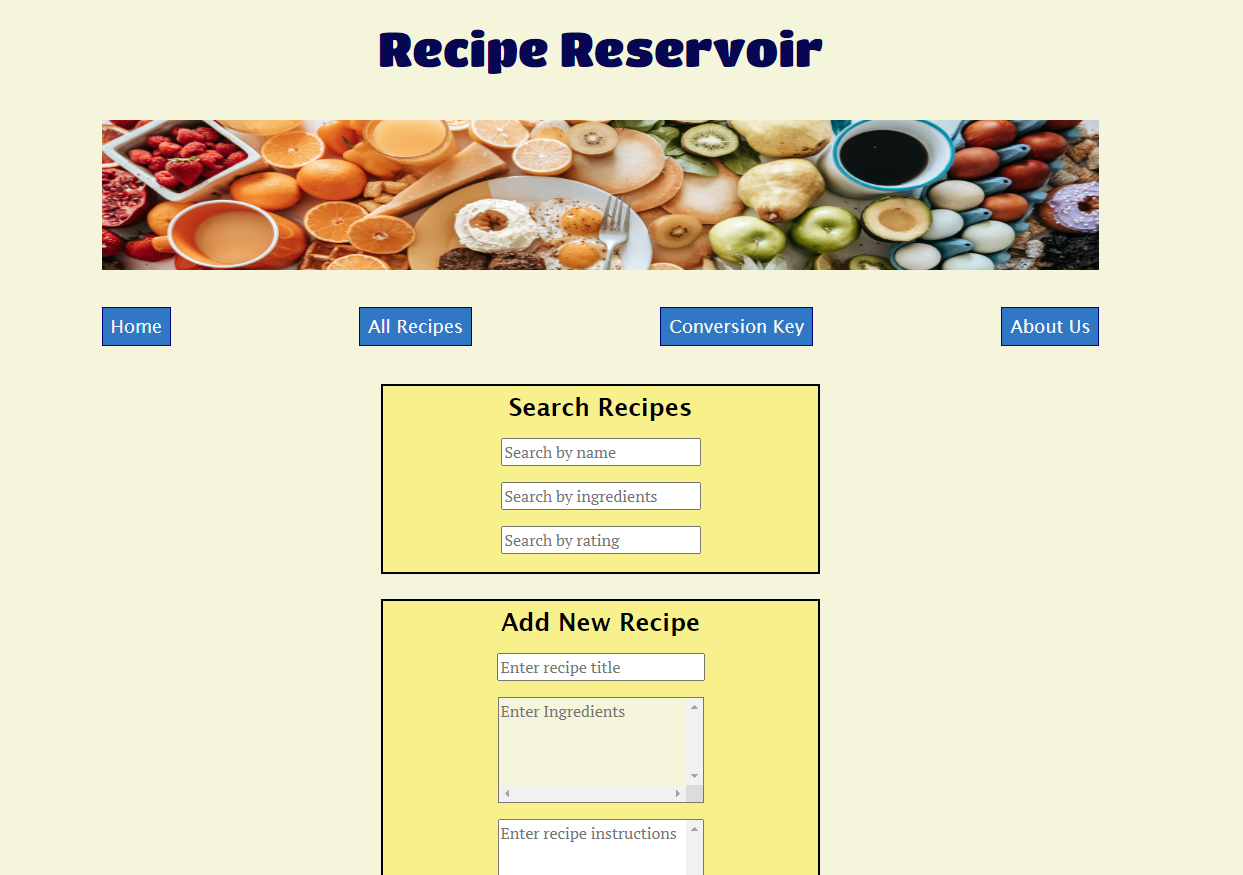 Recipe Reservoir
Home
All Recipes
Conversion Key
About Us
Search Recipes
Search by name
Search by ingredients
Search by rating
Add New Recipe
Enter recipe title
Enter Ingredients
Enter recipe instructions